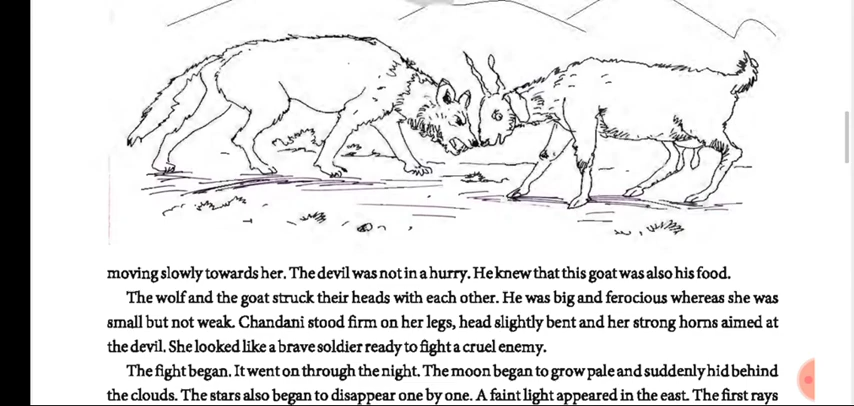 moving slowly towards her. The devil was not in a hurry. He knew that this goat was also his food.
The wolf and the goat struck their heads with each other. He was big and ferocious whereas she was
small but not weak. Chandani stood firm on her legs, head slightly bent and her strong horns aimed at
the devil. She looked like a brave soldier ready to fight a cruel enemy.
The fight began. It went on through the night. The moon began to grow pale and suddenly hid behind
the clouds. The stars also began to disappear one by one. A faint light appeared in the east. The first rays